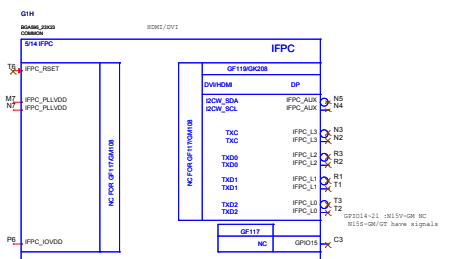 G1H
BGA595_23X23
COMMON
HDMI/DVI
5/14 IFPC
IFPC
T6
IFPC_RSET
GF119/GK208
DVI/HDMI
DP
M7
IFPC_PLLVDD
N7
IFPC_PLLVDD
I2CW_SDA
IFPC_AUX
N5
I2CW_SCL
IFPC_AUX
N4
TXC
IFPC_L3
N3
TXC
IFPC_L3
N2
TXD0
IFPC_L2
R3
TXD0
IFPC_L2
R2
TXD1
IFPC_L1
R1
TXD1
IFPC_L1
T1
TXD2
IFPC_L0
T3
TXD2
IFPC_L0
T2
NC FOR GF117/GM108
NC FOR GF117/GM108
GPIO14~21 :N15V-GM NC
N15S-GM/GT have signals
GF117
P6
IFPC_IOVDD
NC
GPIO15
C3